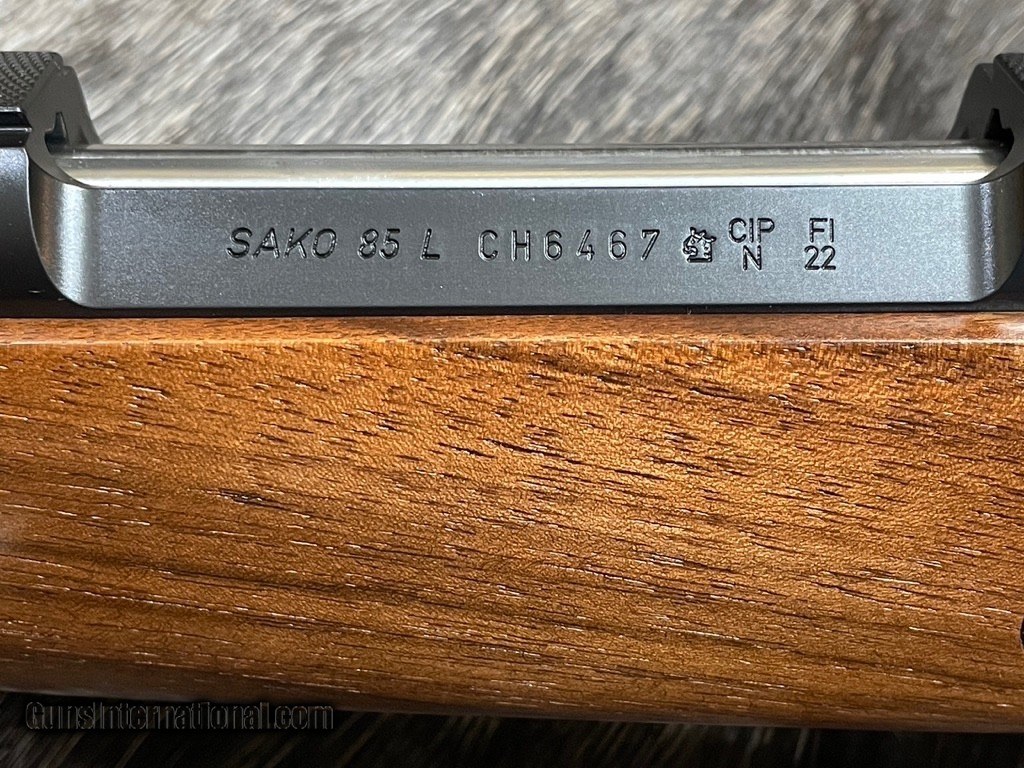 SAKO 85 L CH6467 CIP FI
N 22
GunsInternational.com